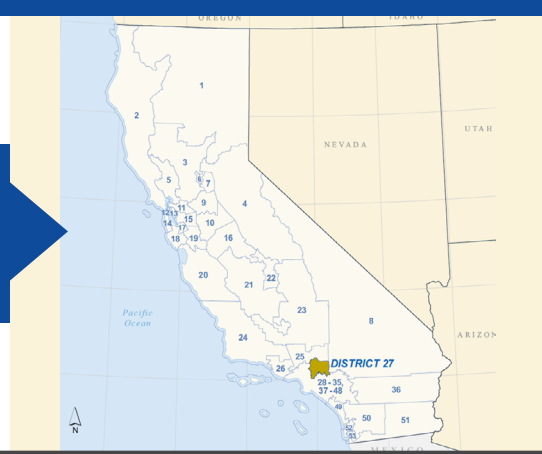 OREGON
IDAHO
1
2
UTAH
NEVADA
3
5
6
7
4
9
11
12
13
15
10
14
17
18
19
16
20
22
21
23
Pacific
Ocean
8
24
ARIZON
25
DISTRICT 27
26
28 - 35,
37 - 48
36
49
50
51
52
53
N
MEXICO